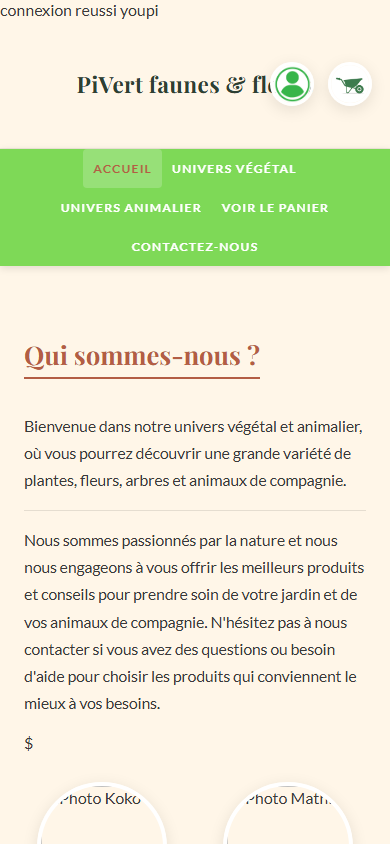 connexion reussi youpi
PiVert faunes & fl
ACCUEIL UNIVERS VÉGÉTAL
UNIVERS ANIMALIER VOIR LE PANIER
CONTACTEZ-NOUS
Qui sommes-nous ?
Bienvenue dans notre univers végétal et animalier,
où vous pourrez découvrir une grande variété de
plantes, fleurs, arbres et animaux de compagnie.
Nous sommes passionnés par la nature et nous
nous engageons à vous offrir les meilleurs produits
et conseils pour prendre soin de votre jardin et de
vos animaux de compagnie. N'hésitez pas à nous
contacter si vous avez des questions ou besoin
d'aide pour choisir les produits qui conviennent le
mieux à vos besoins.
$
Photo Koko Photo Math